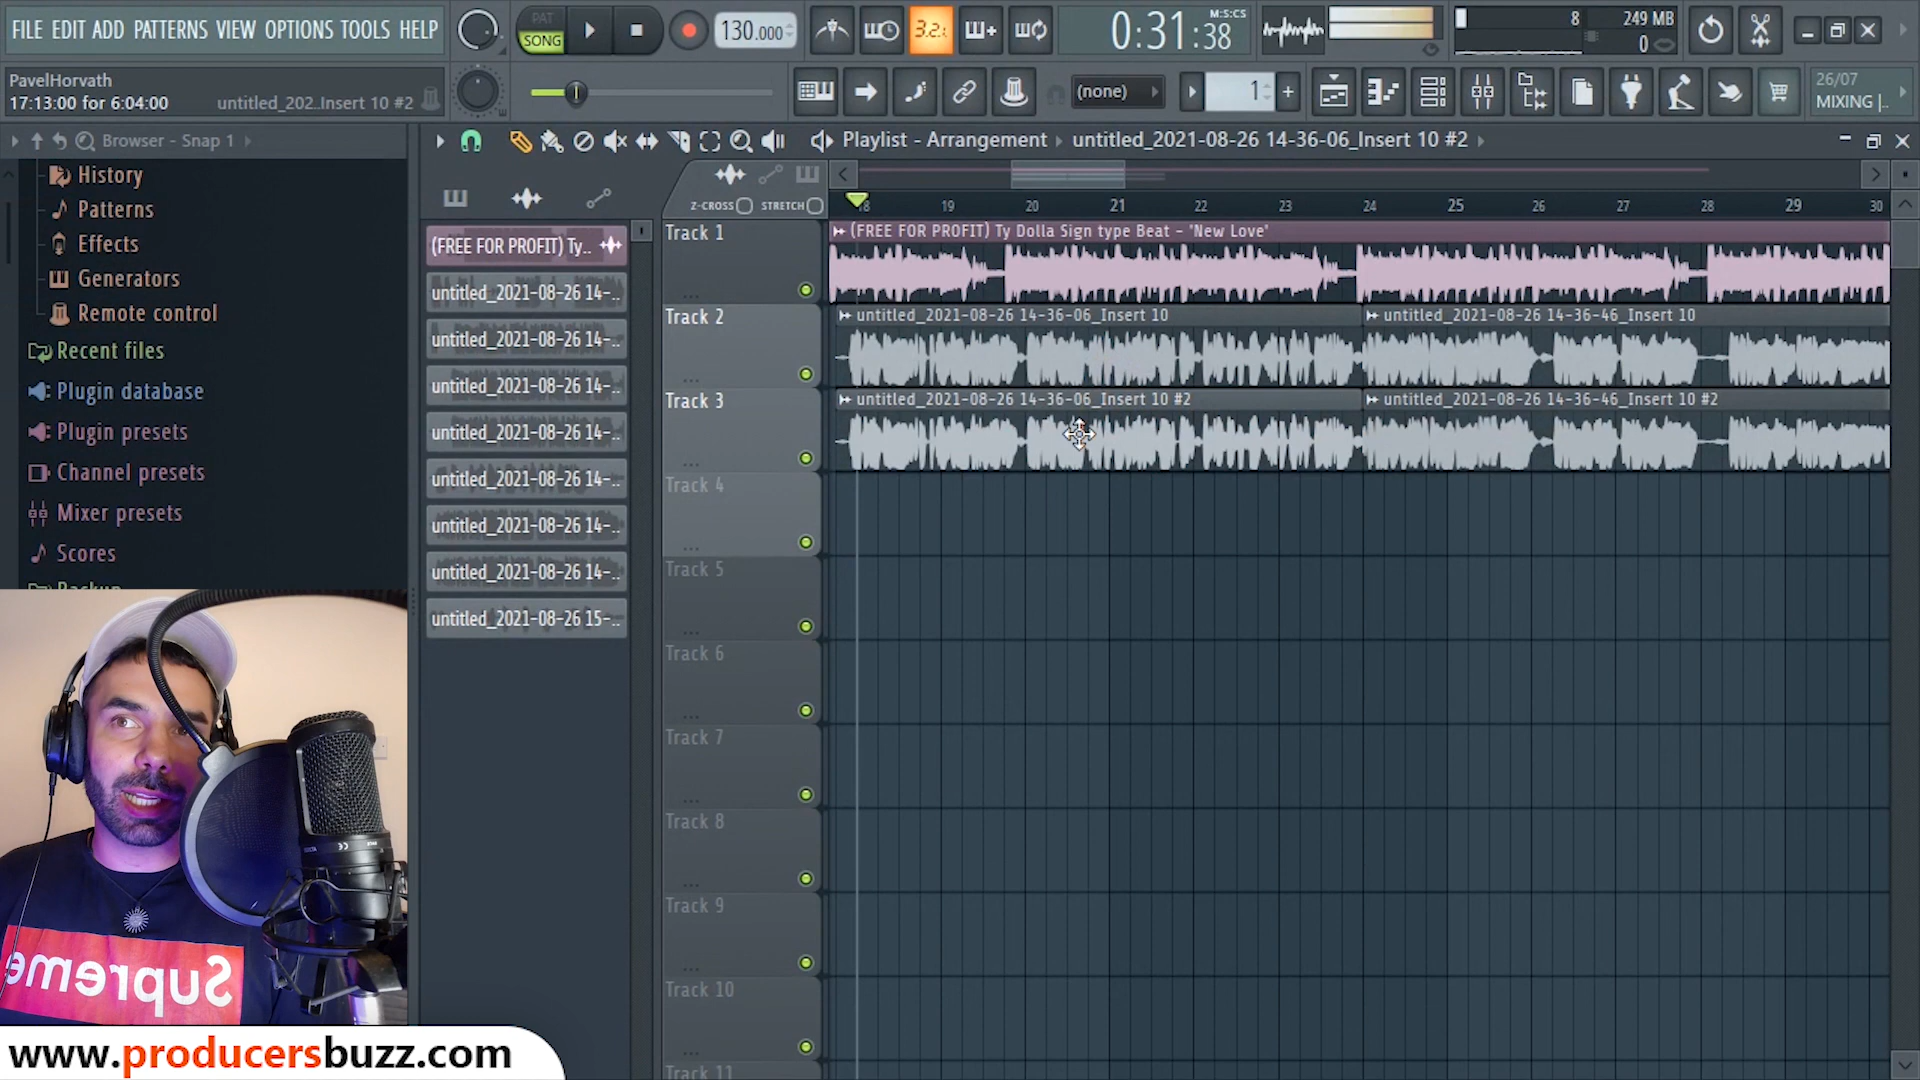 FILE EDIT ADD PATTERNS VIEW OPTIONS TOOLS HELP
PAT
SONG
130.000
3.2.
0:31:38
M:S:CS
8
249 MB
0
PavelHorvath
17:13:00 for 6:04:00
untitled_202..Insert 10 #2
(none)
1
26/07
MIXING |..
Browser - Snap 1
Playlist - Arrangement
untitled_2021-08-26 14-36-06_Insert 10 #2
History
Patterns
Effects
Generators
Remote control
Recent files
Plugin database
Plugin presets
Channel presets
Mixer presets
Scores
Z-CROSS
STRETCH
18 19 20 21 22 23 24 25 26 27 28 29 30
(FREE FOR PROFIT) Ty..
untitled_2021-08-26 14-..
untitled_2021-08-26 14-..
untitled_2021-08-26 14-..
untitled_2021-08-26 14-..
untitled_2021-08-26 14-..
untitled_2021-08-26 14-..
untitled_2021-08-26 14-..
untitled_2021-08-26 15-..
Track 1
(FREE FOR PROFIT) Ty Dolla Sign type Beat - 'New Love'
Track 2
untitled_2021-08-26 14-36-06_Insert 10
untitled_2021-08-26 14-36-46_Insert 10
Track 3
untitled_2021-08-26 14-36-06_Insert 10 #2
untitled_2021-08-26 14-36-46_Insert 10 #2
Track 4
Track 5
Track 6
Track 7
Track 8
Track 9
Track 10
Track 11
Supreme
www.producersbuzz.com